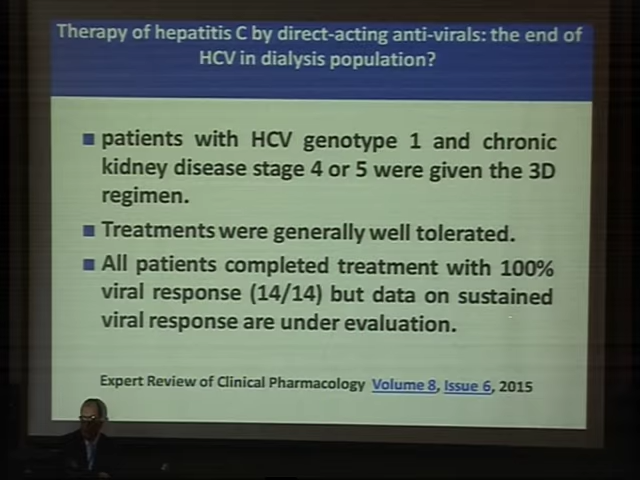 Therapy of hepatitis C by direct-acting anti-virals: the end of
HCV in dialysis population?
patients with HCV genotype 1 and chronic
kidney disease stage 4 or 5 were given the 3D
regimen.
Treatments were generally well tolerated.
All patients completed treatment with 100%
viral response (14/14) but data on sustained
viral response are under evaluation.
Expert Review of Clinical Pharmacology Volume 8, Issue 6, 2015